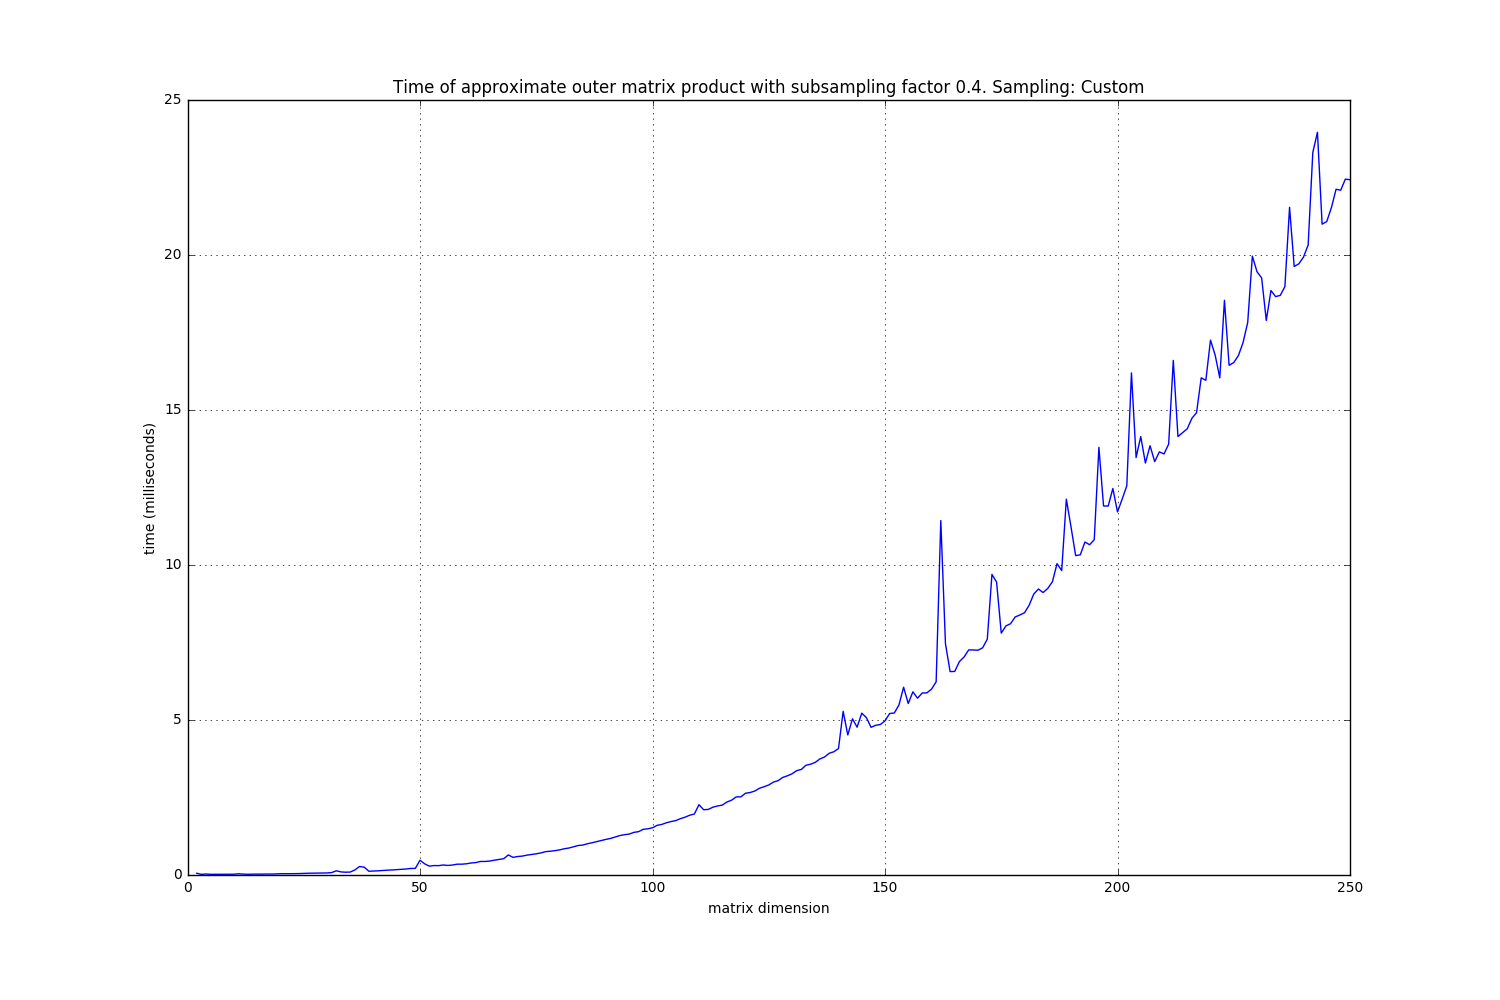 Time of approximate outer matrix product with subsampling factor 0.4. Sampling: Custom
25
20
15
10
5
0
time (milliseconds)
0 50 100 150 200 250
matrix dimension